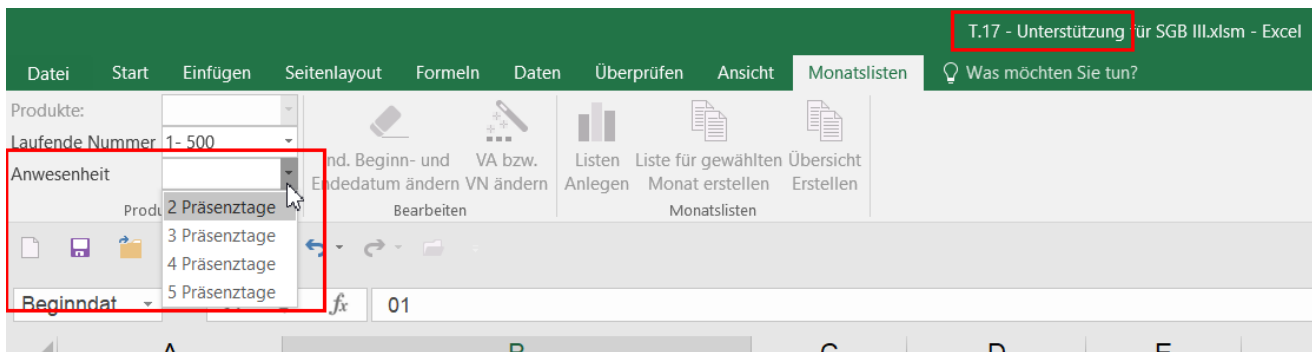 T.17 - Unterstützung für SGB III.xlsm - Excel
Datei Start Einfügen Seitenlayout Formeln Daten Überprüfen Ansicht Monatslisten Was möchten Sie tun?
Produkte:
Laufende Nummer 1- 500
Anwesenheit
nd. Beginn- und
Endedatum ändern
VA bzw.
VN ändern
Listen
Anlegen
Liste für gewählten
Monat erstellen
Übersicht
Erstellen
Produ
Bearbeiten
Monatslisten
2 Präsenztage
3 Präsenztage
4 Präsenztage
5 Präsenztage
Beginndat fx 01
A B C D E